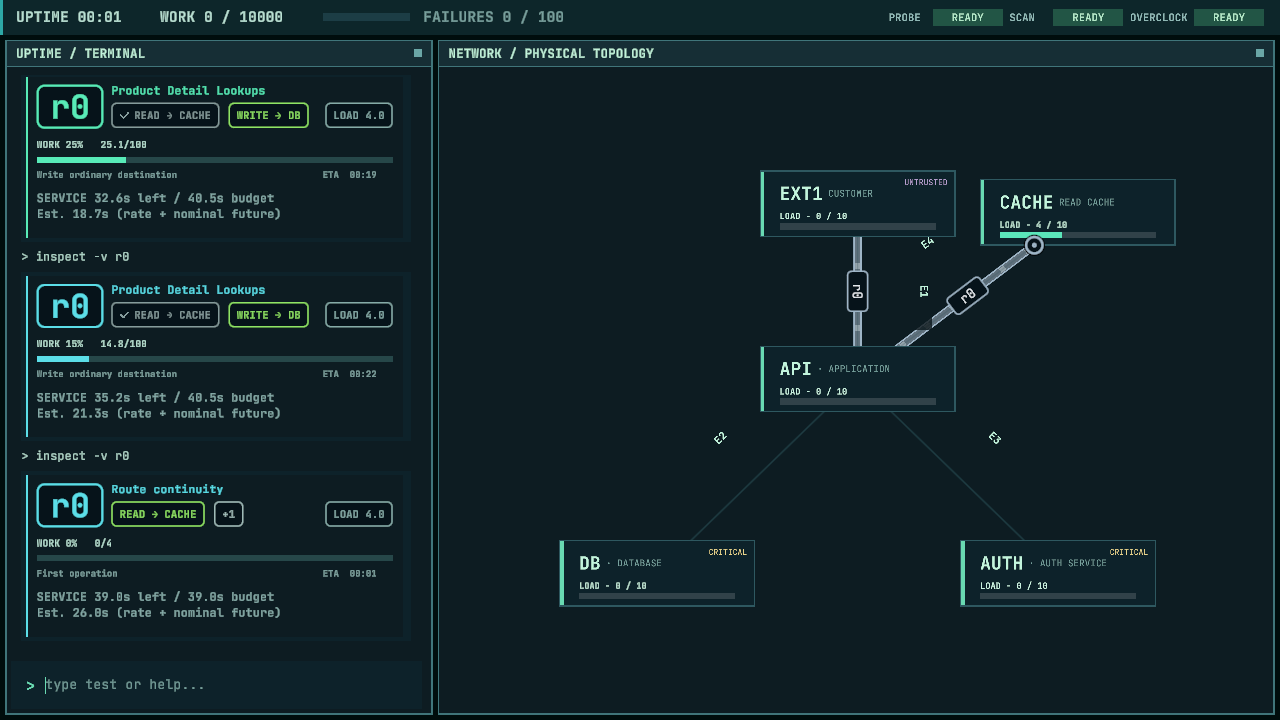 UPTIME 00:01 WORK 0 / 10000 FAILURES 0 / 100 PROBE READY SCAN READY OVERCLOCK READY
UPTIME / TERMINAL
r0 Product Detail Lookups
✓ READ → CACHE WRITE → DB LOAD 4.0
WORK 25% 25.1/100
Write ordinary destination ETA 00:19
SERVICE 32.6s left / 40.5s budget
Est. 18.7s (rate + nominal future)
> inspect -v r0
r0 Product Detail Lookups
✓ READ → CACHE WRITE → DB LOAD 4.0
WORK 15% 14.8/100
Write ordinary destination ETA 00:22
SERVICE 35.2s left / 40.5s budget
Est. 21.3s (rate + nominal future)
> inspect -v r0
r0 Route continuity
READ → CACHE +1 LOAD 4.0
WORK 0% 0/4
First operation ETA 00:01
SERVICE 39.0s left / 39.0s budget
Est. 26.0s (rate + nominal future)
> type test or help...
NETWORK / PHYSICAL TOPOLOGY
UNTRUSTED
EXT1 CUSTOMER
LOAD - 0 / 10
CACHE READ CACHE
LOAD - 4 / 10
E4
E1
r0
r0
API · APPLICATION
LOAD - 0 / 10
E2
E3
CRITICAL
DB · DATABASE
LOAD - 0 / 10
CRITICAL
AUTH · AUTH SERVICE
LOAD - 0 / 10